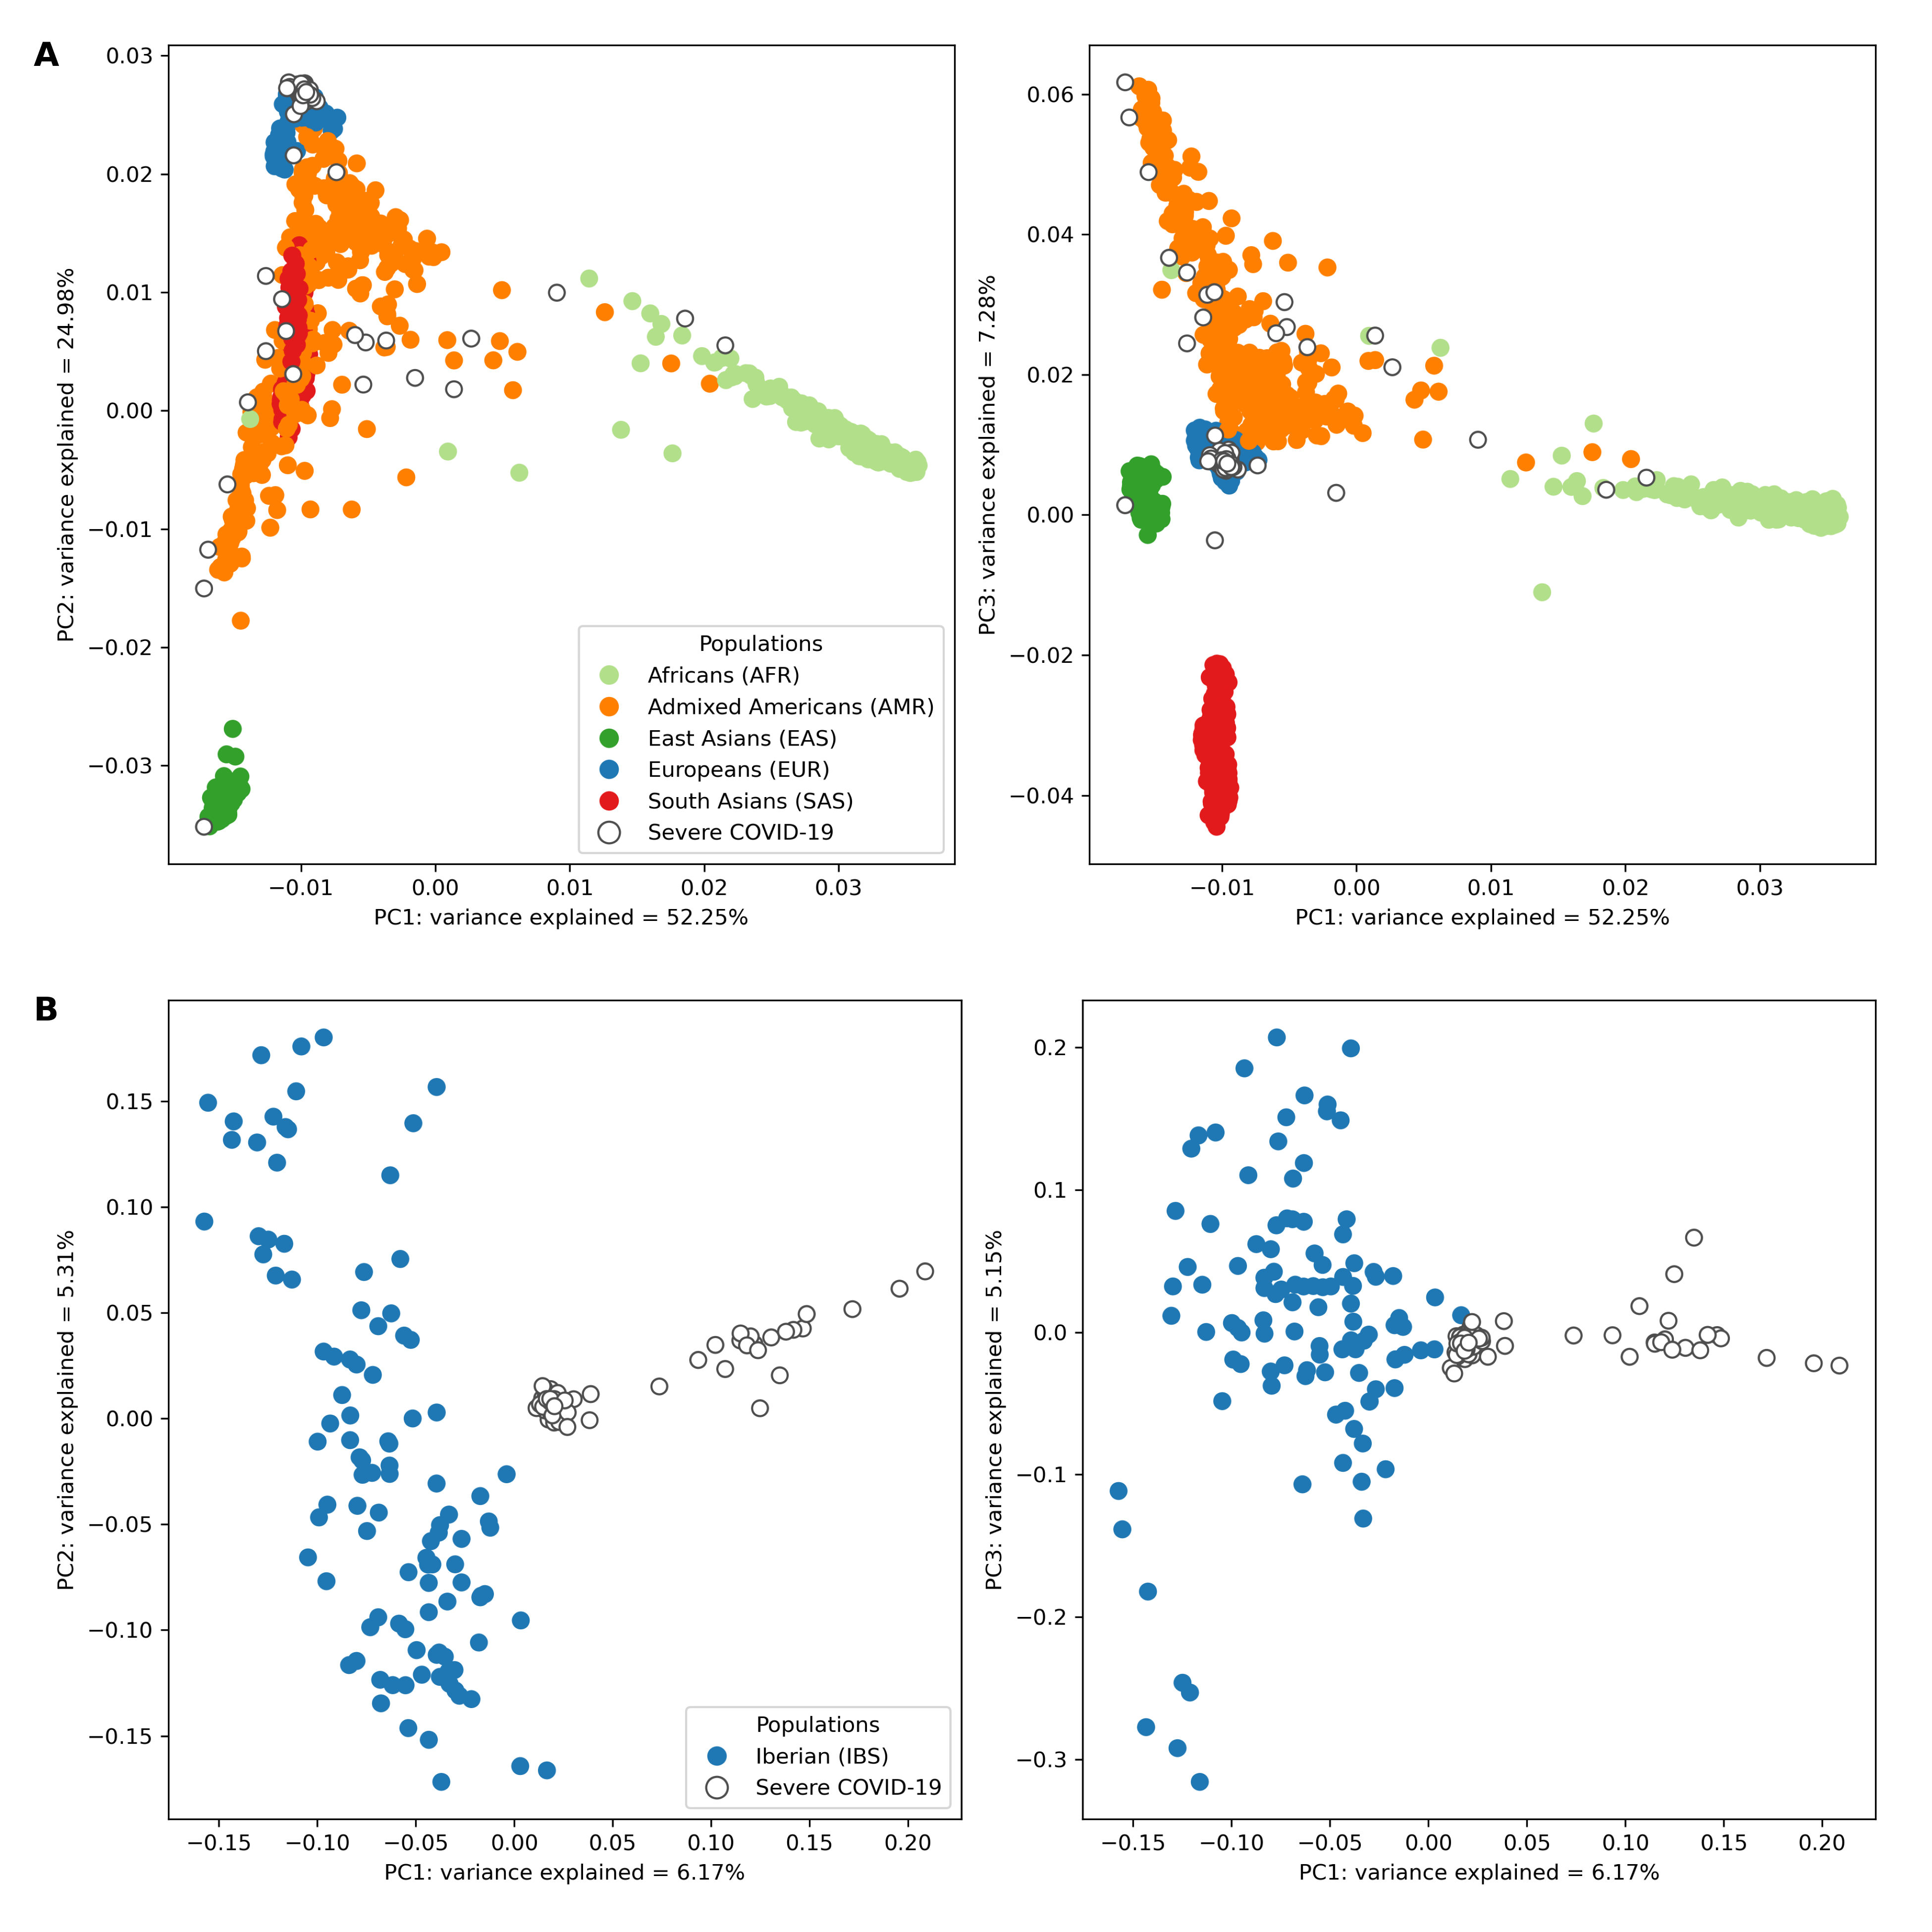 A
0.03
0.02
0.01
0.00
−0.01
−0.02
−0.03
PC2: variance explained = 24.98%
−0.01
0.00
0.01
0.02
0.03
PC1: variance explained = 52.25%
Populations
Africans (AFR)
Admixed Americans (AMR)
East Asians (EAS)
Europeans (EUR)
South Asians (SAS)
Severe COVID-19
0.06
0.04
0.02
0.00
−0.02
−0.04
PC3: variance explained = 7.28%
−0.01
0.00
0.01
0.02
0.03
PC1: variance explained = 52.25%
B
0.15
0.10
0.05
0.00
−0.05
−0.10
−0.15
PC2: variance explained = 5.31%
−0.15
−0.10
−0.05
0.00
0.05
0.10
0.15
0.20
PC1: variance explained = 6.17%
Populations
Iberian (IBS)
Severe COVID-19
0.2
0.1
0.0
−0.1
−0.2
−0.3
PC3: variance explained = 5.15%
−0.15
−0.10
−0.05
0.00
0.05
0.10
0.15
0.20
PC1: variance explained = 6.17%